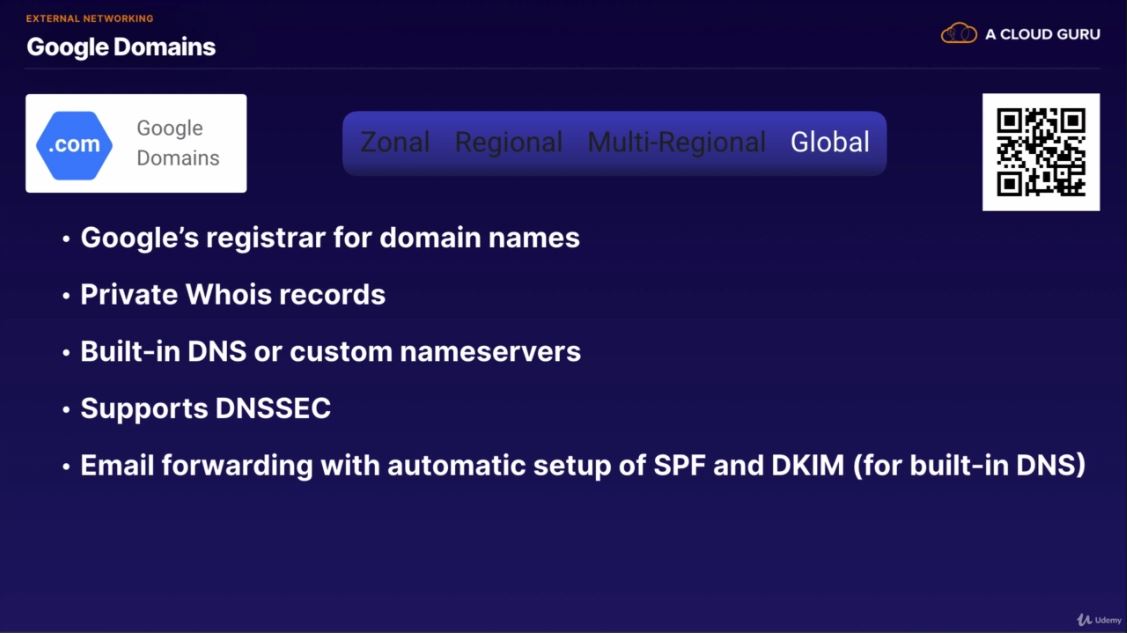 EXTERNAL NETWORKING
Google Domains
A CLOUD GURU
.com
Google
Domains
Zonal Regional Multi-Regional Global
• Google’s registrar for domain names
• Private Whois records
• Built-in DNS or custom nameservers
• Supports DNSSEC
• Email forwarding with automatic setup of SPF and DKIM (for built-in DNS)
Udemy